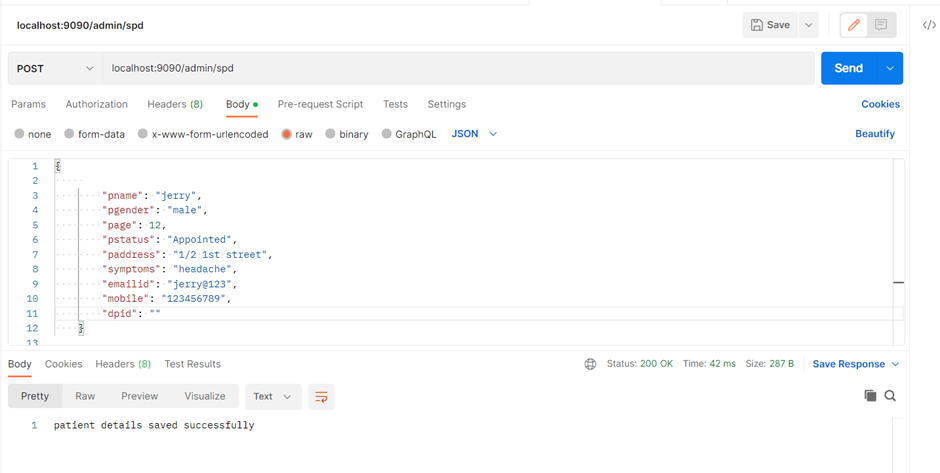 localhost:9090/admin/spd Save
POST localhost:9090/admin/spd Send
Params Authorization Headers (8) Body Pre-request Script Tests Settings Cookies
none form-data x-www-form-urlencoded raw binary GraphQL JSON Beautify
1 {
2
3 "pname": "jerry",
4 "pgender": "male",
5 "page": 12,
6 "pstatus": "Appointed",
7 "paddress": "1/2 1st street",
8 "symptoms": "headache",
9 "emailid": "jerry@123",
10 "mobile": "123456789",
11 "dpid": ""
12 }
13
Body Cookies Headers (8) Test Results Status: 200 OK Time: 42 ms Size: 287 B Save Response
Pretty Raw Preview Visualize Text
1 patient details saved successfully